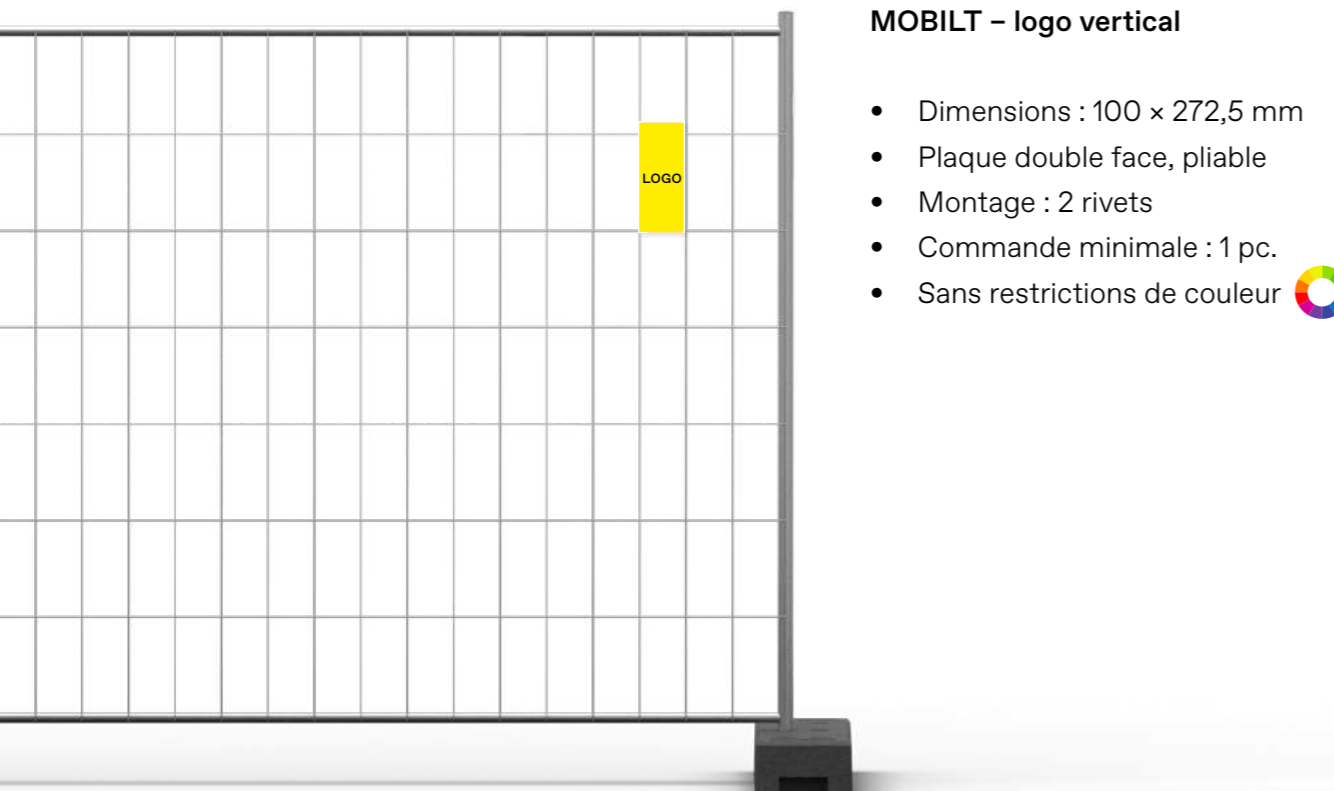 MOBILT – logo vertical
• Dimensions : 100 × 272,5 mm
• Plaque double face, pliable
• Montage : 2 rivets
• Commande minimale : 1 pc.
• Sans restrictions de couleur
LOGO